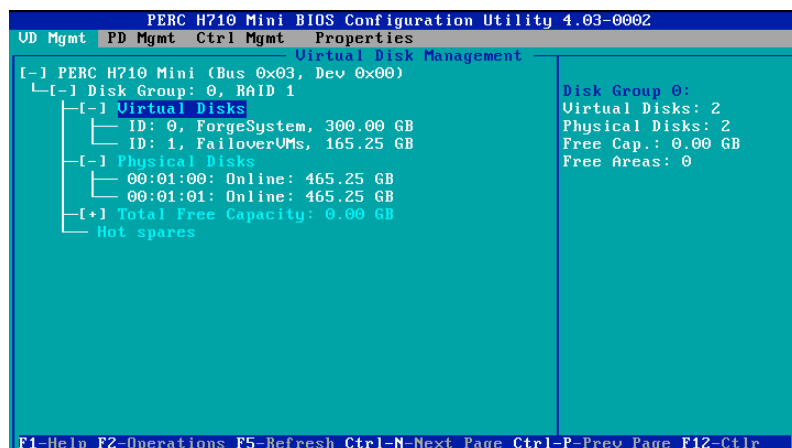 PERC H710 Mini BIOS Configuration Utility 4.03-0002
VD Mgmt PD Mgmt Ctrl Mgmt Properties
Virtual Disk Management
[-] PERC H710 Mini (Bus 0x03, Dev 0x00)
[-] Disk Group: 0, RAID 1
[-] Virtual Disks
ID: 0, ForgeSystem, 300.00 GB
ID: 1, FailoverVMs, 165.25 GB
[-] Physical Disks
00:01:00: Online: 465.25 GB
00:01:01: Online: 465.25 GB
[+] Total Free Capacity: 0.00 GB
Hot spares
Disk Group 0:
Virtual Disks: 2
Physical Disks: 2
Free Cap.: 0.00 GB
Free Areas: 0
F1-Help F2-Operations F5-Refresh Ctrl-N-Next Page Ctrl-P-Prev Page F12-Ctlr